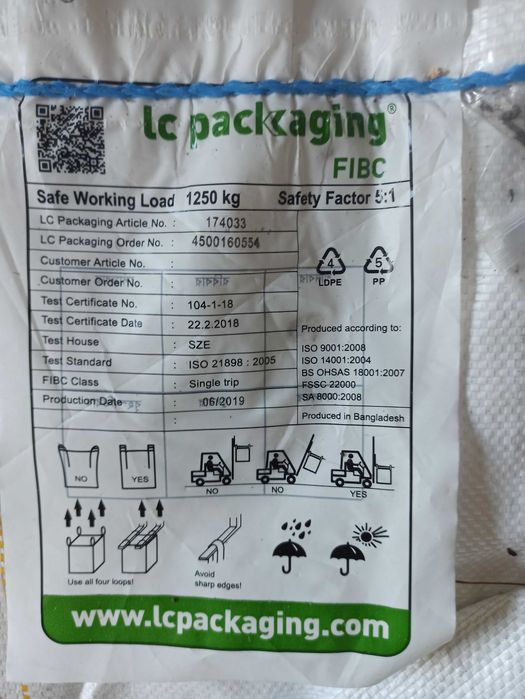 lc packaging®
FIBC
Safe Working Load 1250 kg Safety Factor 5:1
LC Packaging Article No. : 174033
LC Packaging Order No. : 4500160554
Customer Article No. :
Customer Order No. :
Test Certificate No. : 104-1-18
Test Certificate Date : 22.2.2018
Test House : SZE
Test Standard : ISO 21898 : 2005
FIBC Class : Single trip
Production Date : 06/2019
:
4 5
LDPE PP
Produced according to:
ISO 9001:2008
ISO 14001:2004
BS OHSAS 18001:2007
FSSC 22000
SA 8000:2008
Produced in Bangladesh
NO YES NO NO YES
Use all four loops!
Avoid
sharp edges!
www.lcpackaging.com